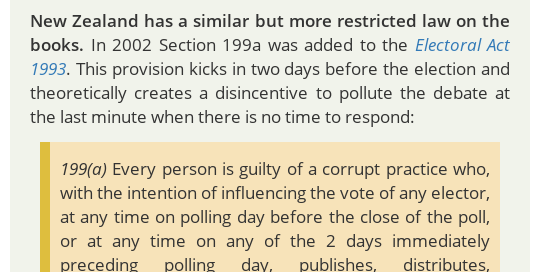 New Zealand has a similar but more restricted law on the
books. In 2002 Section 199a was added to the Electoral Act
1993. This provision kicks in two days before the election and
theoretically creates a disincentive to pollute the debate at
the last minute when there is no time to respond:
199(a) Every person is guilty of a corrupt practice who,
with the intention of influencing the vote of any elector,
at any time on polling day before the close of the poll,
or at any time on any of the 2 days immediately
preceding polling day, publishes, distributes,